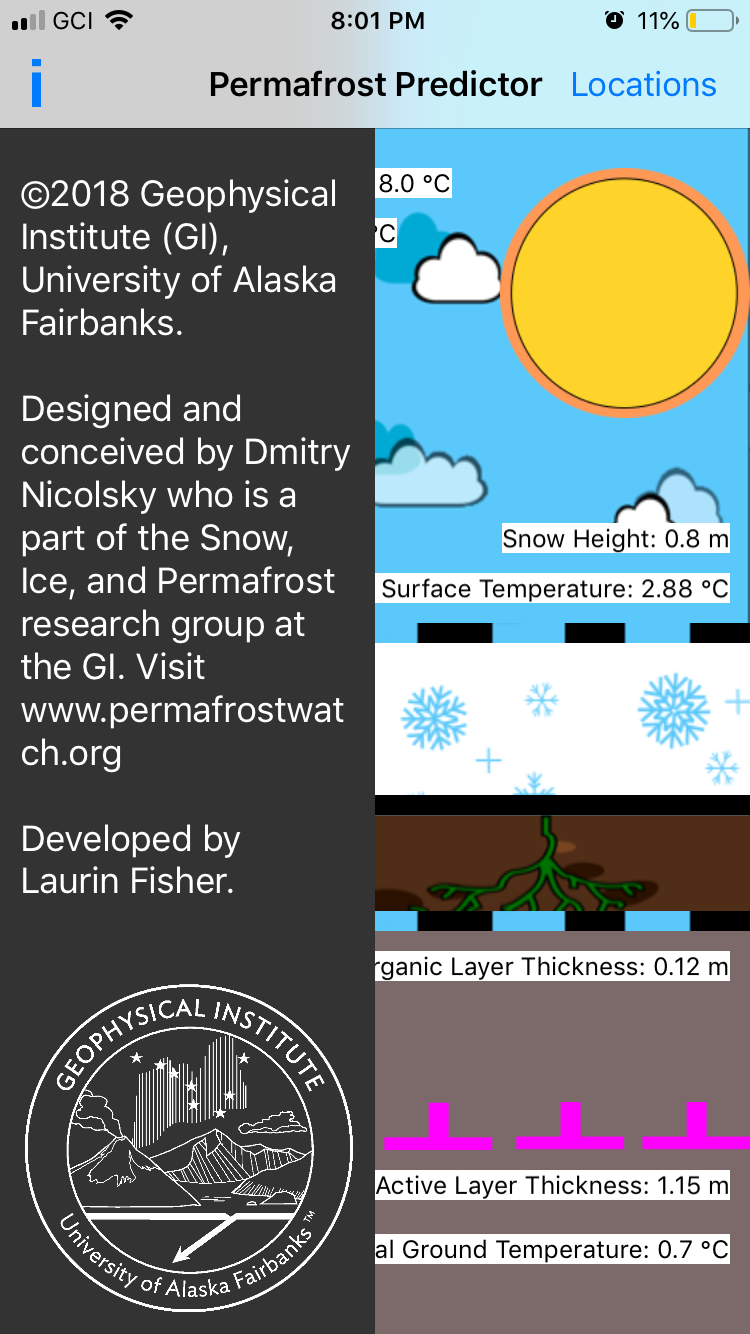 GCI 8:01 PM 11%
i Permafrost Predictor Locations
©2018 Geophysical
Institute (GI),
University of Alaska
Fairbanks.
Designed and
conceived by Dmitry
Nicolsky who is a
part of the Snow,
Ice, and Permafrost
research group at
the GI. Visit
www.permafrostwat
ch.org
Developed by
Laurin Fisher.
GEOPHYSICAL INSTITUTE
University of Alaska Fairbanks™
8.0 °C
°C
Snow Height: 0.8 m
Surface Temperature: 2.88 °C
rganic Layer Thickness: 0.12 m
Active Layer Thickness: 1.15 m
al Ground Temperature: 0.7 °C